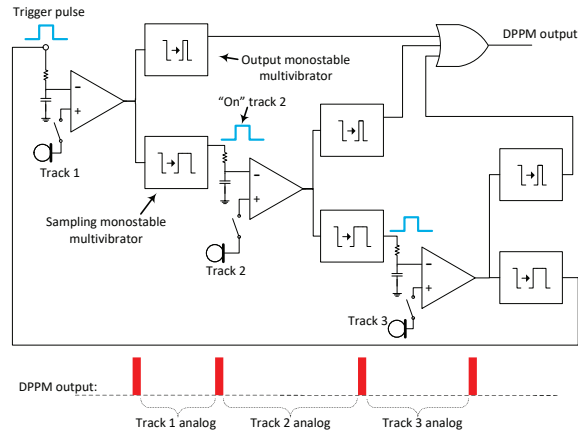 Trigger pulse
DPPM output
Output monostable
multivibrator
"On" track 2
Track 1
Sampling monostable
multivibrator
Track 2
Track 3
DPPM output:
Track 1 analog
Track 2 analog
Track 3 analog